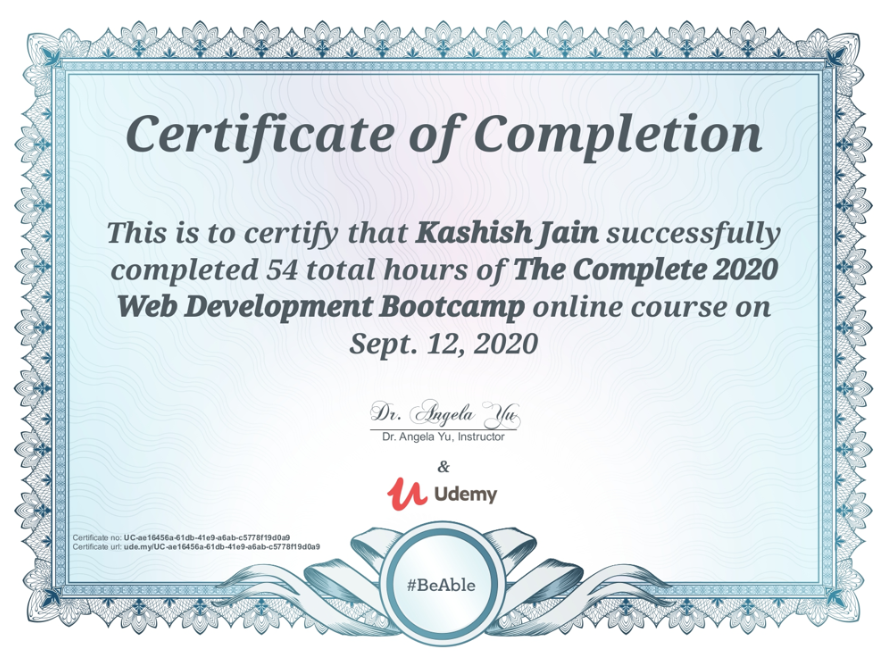 Certificate of Completion
This is to certify that Kashish Jain successfully
completed 54 total hours of The Complete 2020
Web Development Bootcamp online course on
Sept. 12, 2020
Dr. Angela Yu
Dr. Angela Yu, Instructor
&
Udemy
Certificate no: UC-ae16456a-61db-41e9-a6ab-c5778f19d0a9
Certificate url: ude.my/UC-ae16456a-61db-41e9-a6ab-c5778f19d0a9
#BeAble